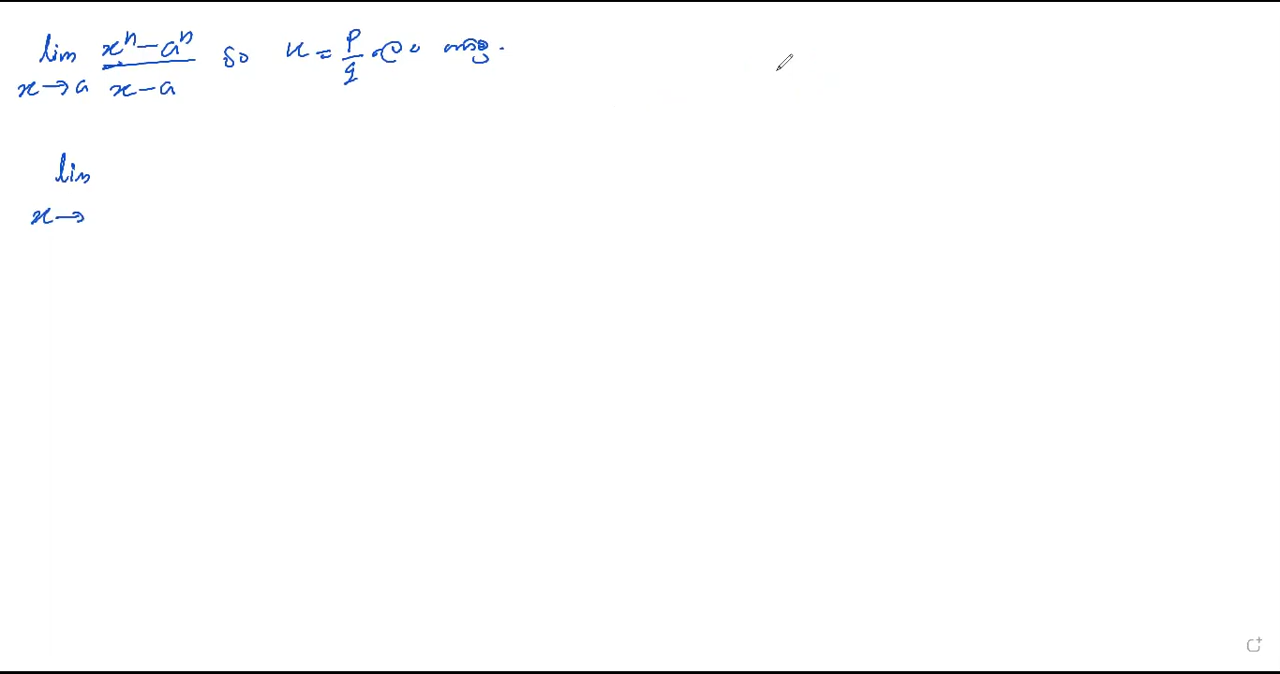 lim x→a (xⁿ − aⁿ)/(x − a) n = p/q
lim x→